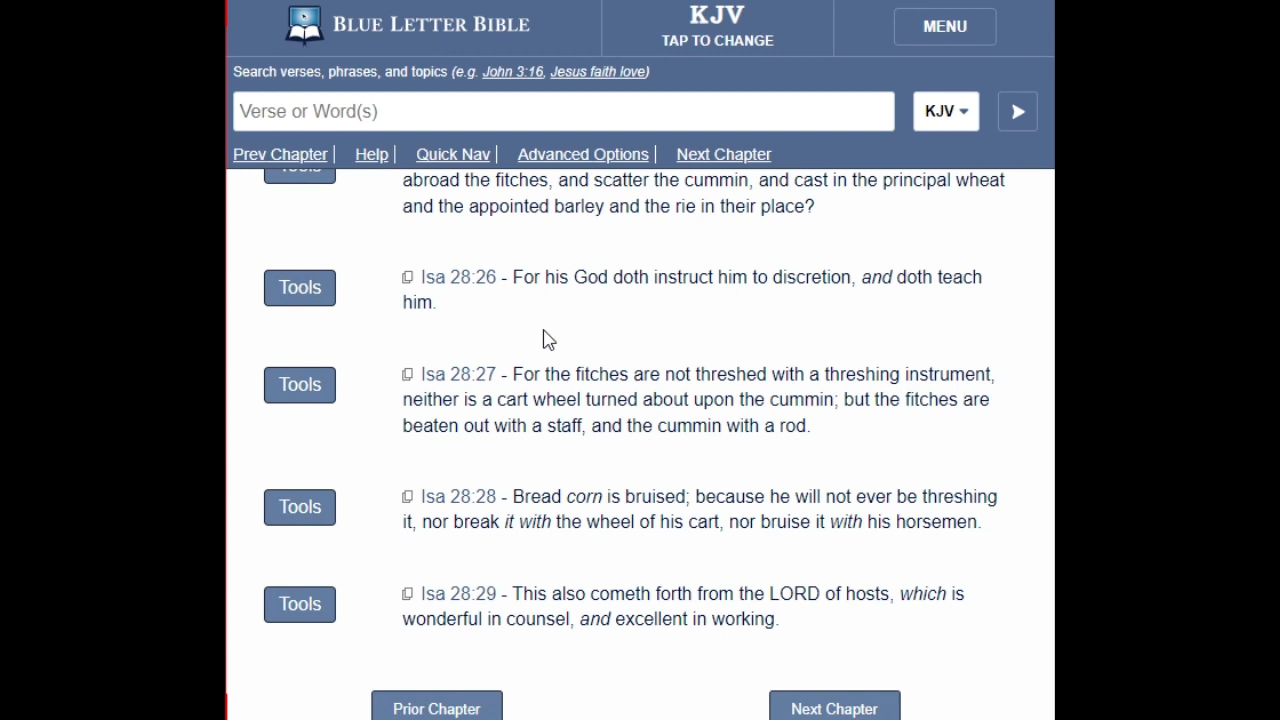 BLUE LETTER BIBLE
KJV
TAP TO CHANGE
MENU
Search verses, phrases, and topics (e.g. John 3:16, Jesus faith love)
Verse or Word(s)
KJV
Prev Chapter
Help
Quick Nav
Advanced Options
Next Chapter
Tools
abroad the fitches, and scatter the cummin, and cast in the principal wheat
and the appointed barley and the rie in their place?
Tools
Isa 28:26 - For his God doth instruct him to discretion, and doth teach
him.
Tools
Isa 28:27 - For the fitches are not threshed with a threshing instrument,
neither is a cart wheel turned about upon the cummin; but the fitches are
beaten out with a staff, and the cummin with a rod.
Tools
Isa 28:28 - Bread corn is bruised; because he will not ever be threshing
it, nor break it with the wheel of his cart, nor bruise it with his horsemen.
Tools
Isa 28:29 - This also cometh forth from the LORD of hosts, which is
wonderful in counsel, and excellent in working.
Prior Chapter
Next Chapter